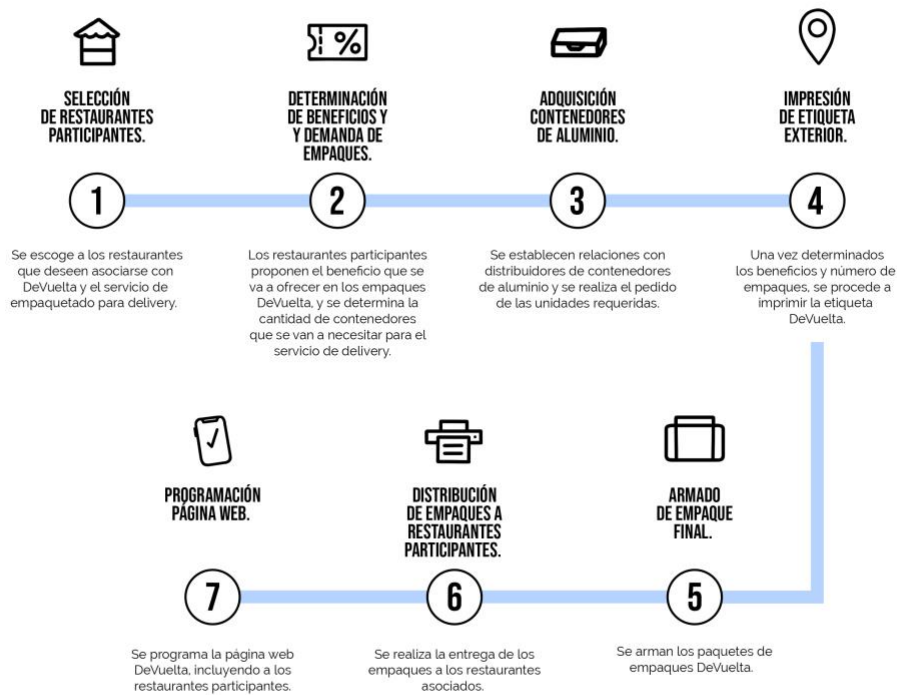 %
SELECCIÓN
DE RESTAURANTES
PARTICIPANTES.
DETERMINACIÓN
DE BENEFICIOS Y
Y DEMANDA DE
EMPAQUES.
ADQUISICIÓN
CONTENEDORES
DE ALUMINIO.
IMPRESIÓN
DE ETIQUETA
EXTERIOR.
1
2
3
4
Se escoge a los restaurantes
que deseen asociarse con
DeVuelta y el servicio de
empaquetado para delivery.
Los restaurantes participantes
proponen el beneficio que se
va a ofrecer en los empaques
DeVuelta, y se determina la
cantidad de contenedores
que se van a necesitar para el
servicio de delivery.
Se establecen relaciones con
distribuidores de contenedores
de aluminio y se realiza el pedido
de las unidades requeridas.
Una vez determinados
los beneficios y número de
empaques, se procede a
imprimir la etiqueta
DeVuelta.
PROGRAMACIÓN
PÁGINA WEB.
DISTRIBUCIÓN
DE EMPAQUES A
RESTAURANTES
PARTICIPANTES.
ARMADO
DE EMPAQUE
FINAL.
7
6
5
Se programa la página web
DeVuelta, incluyendo a los
restaurantes participantes.
Se realiza la entrega de los
empaques a los restaurantes
asociados.
Se arman los paquetes de
empaques DeVuelta.